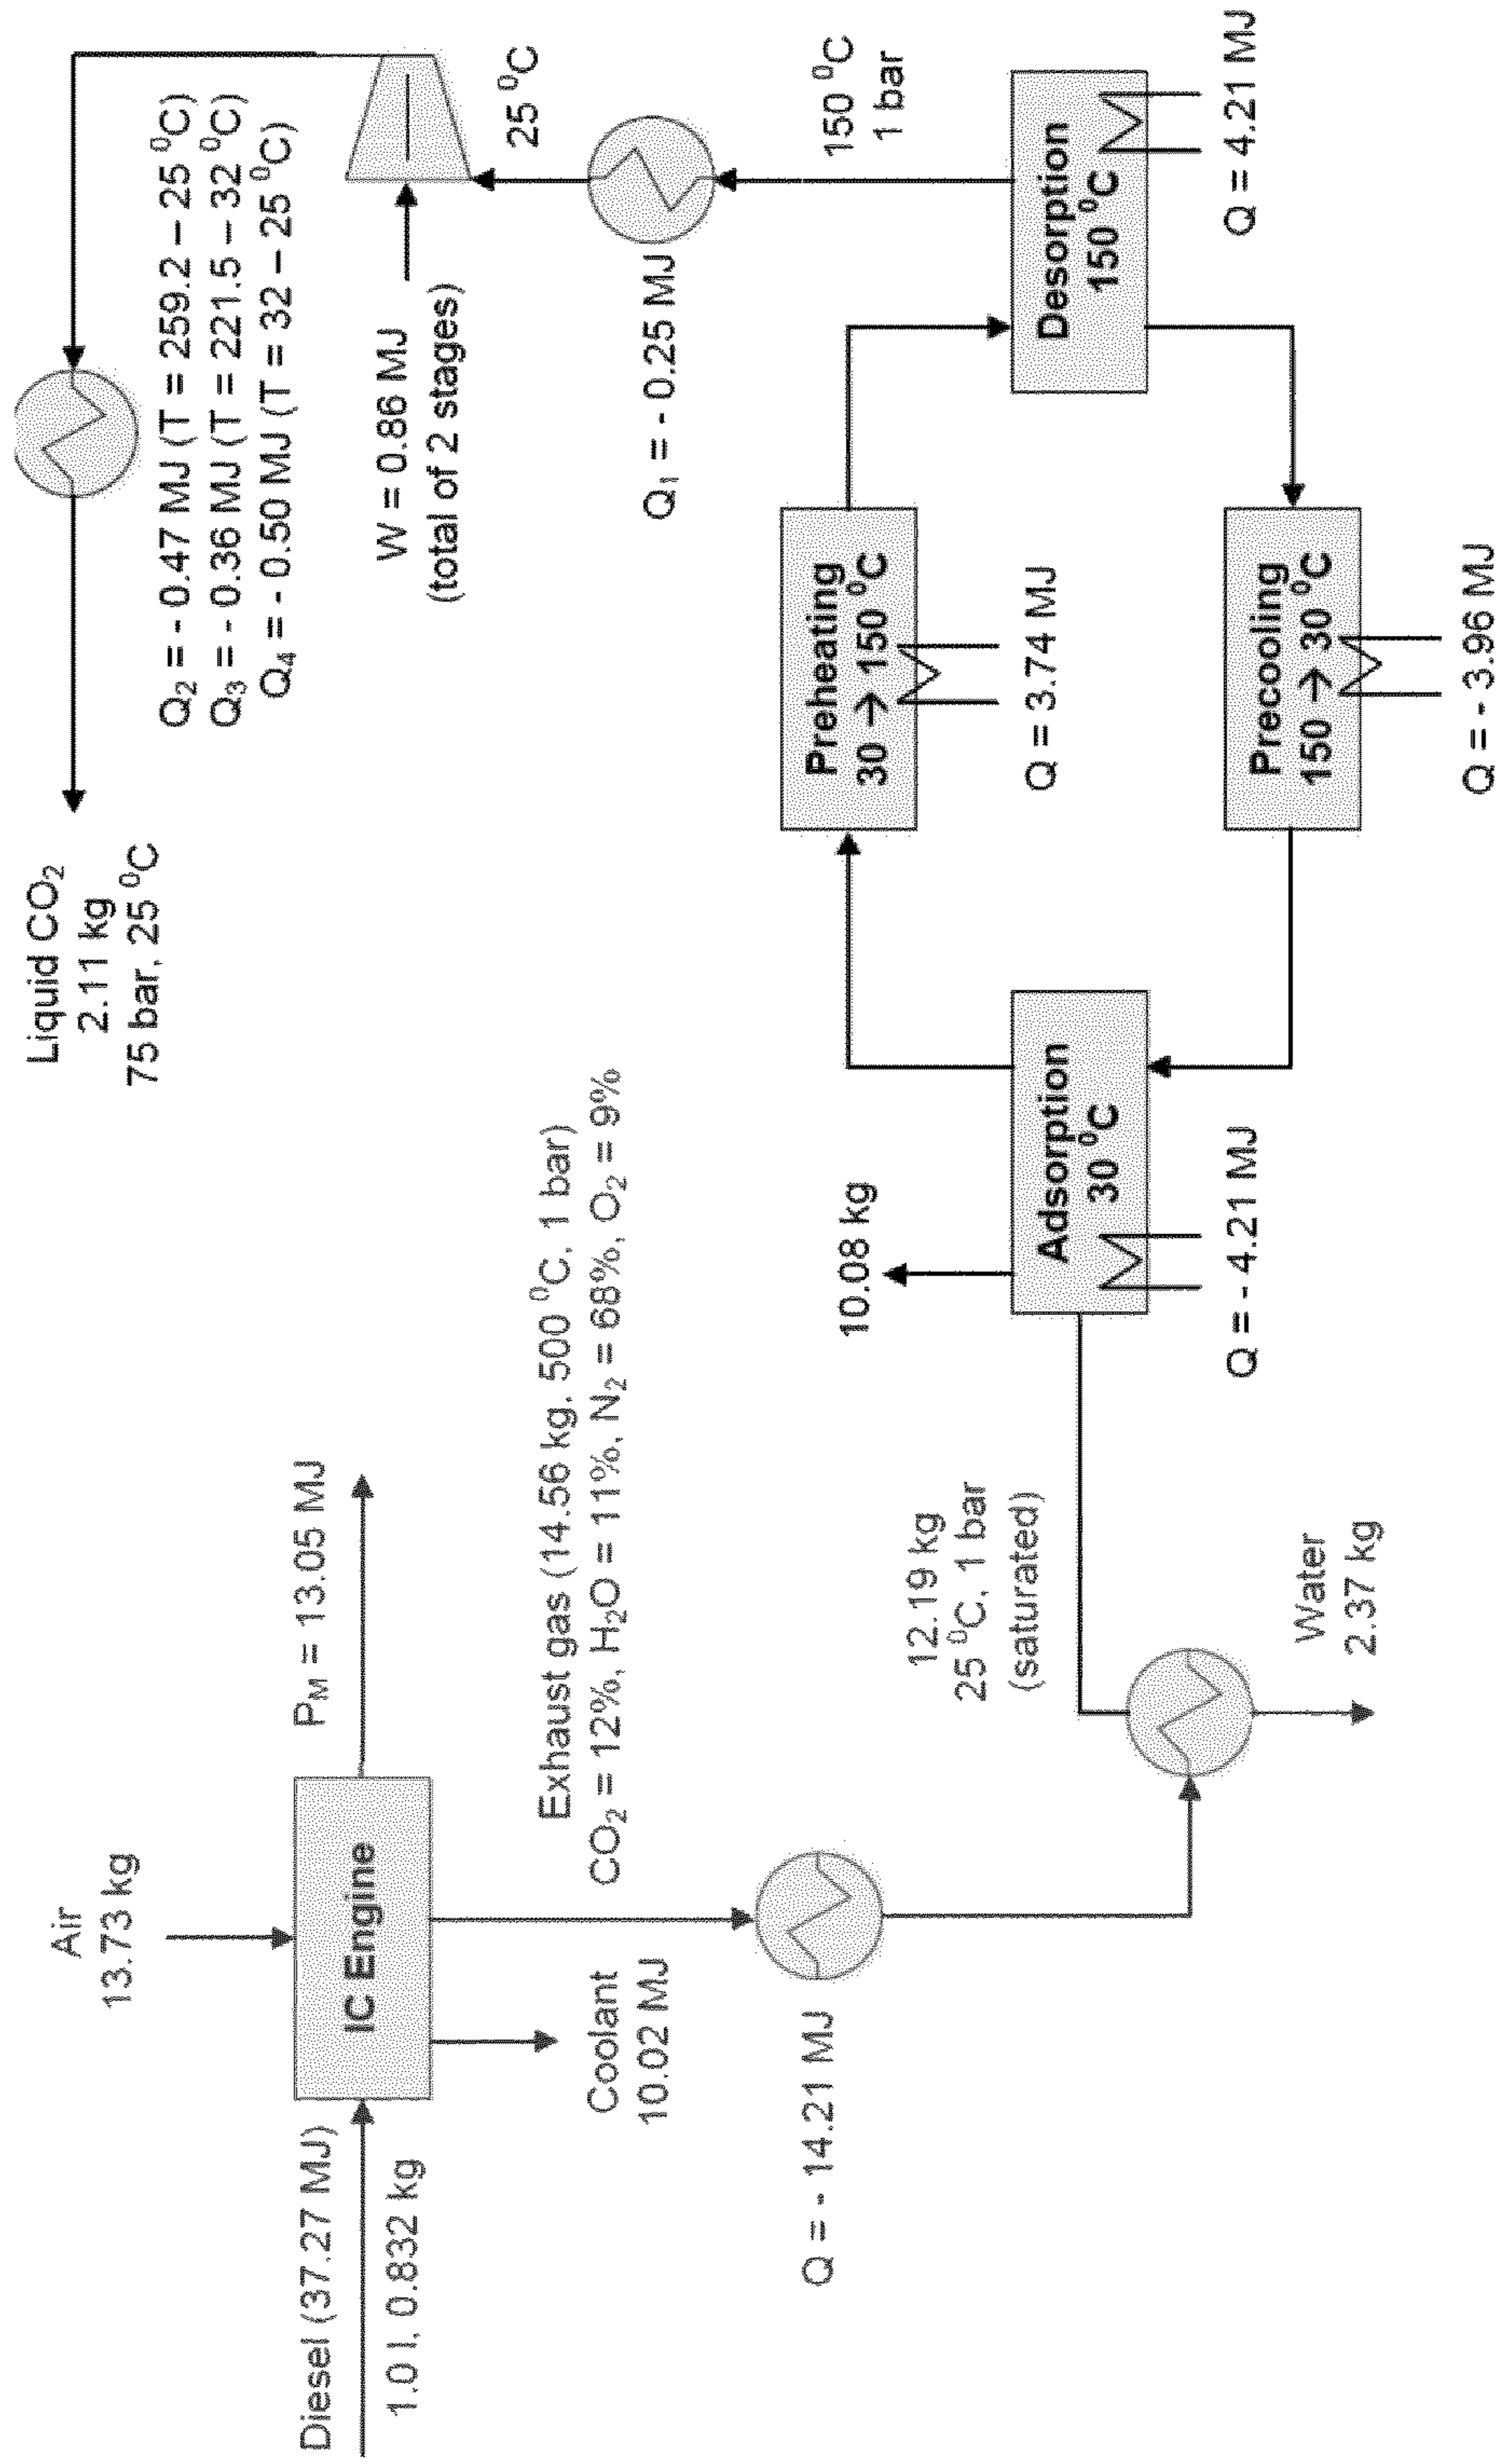 Diesel (37.27 MJ)
1.0 l, 0.832 kg
Air
13.73 kg
IC Engine
P_M = 13.05 MJ
Coolant
10.02 MJ
Exhaust gas (14.56 kg, 500 ⁰C, 1 bar)
CO₂ = 12%, H₂O = 11%, N₂ = 68%, O₂ = 9%
Q = - 14.21 MJ
12.19 kg
25 ⁰C, 1 bar
(saturated)
Water
2.37 kg
10.08 kg
Adsorption
30 ⁰C
Q = - 4.21 MJ
Preheating
30 → 150 ⁰C
Q = 3.74 MJ
Precooling
150 → 30 ⁰C
Q = - 3.96 MJ
Desorption
150 ⁰C
Q = 4.21 MJ
150 ⁰C
1 bar
Q₁ = - 0.25 MJ
25 ⁰C
W = 0.86 MJ
(total of 2 stages)
Q₂ = - 0.47 MJ (T = 259.2 – 25 ⁰C)
Q₃ = - 0.36 MJ (T = 221.5 – 32 ⁰C)
Q₄ = - 0.50 MJ (T = 32 – 25 ⁰C)
Liquid CO₂
2.11 kg
75 bar, 25 ⁰C